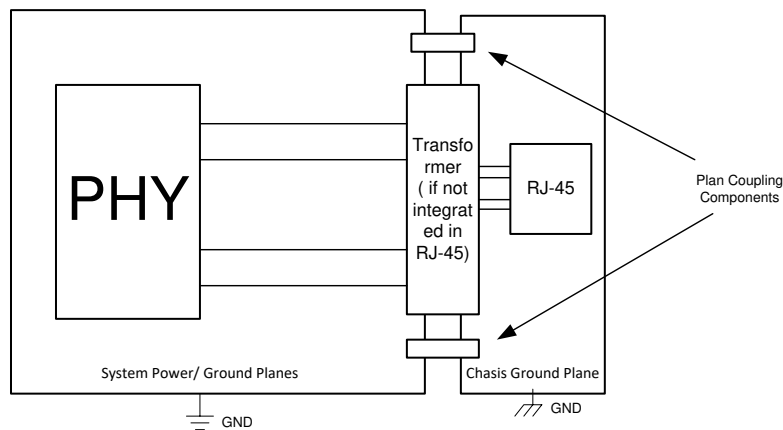 PHY
Transfo
rmer
( if not
integrat
ed in
RJ-45)
RJ-45
Plan Coupling
Components
System Power/ Ground Planes
Chasis Ground Plane
GND
GND